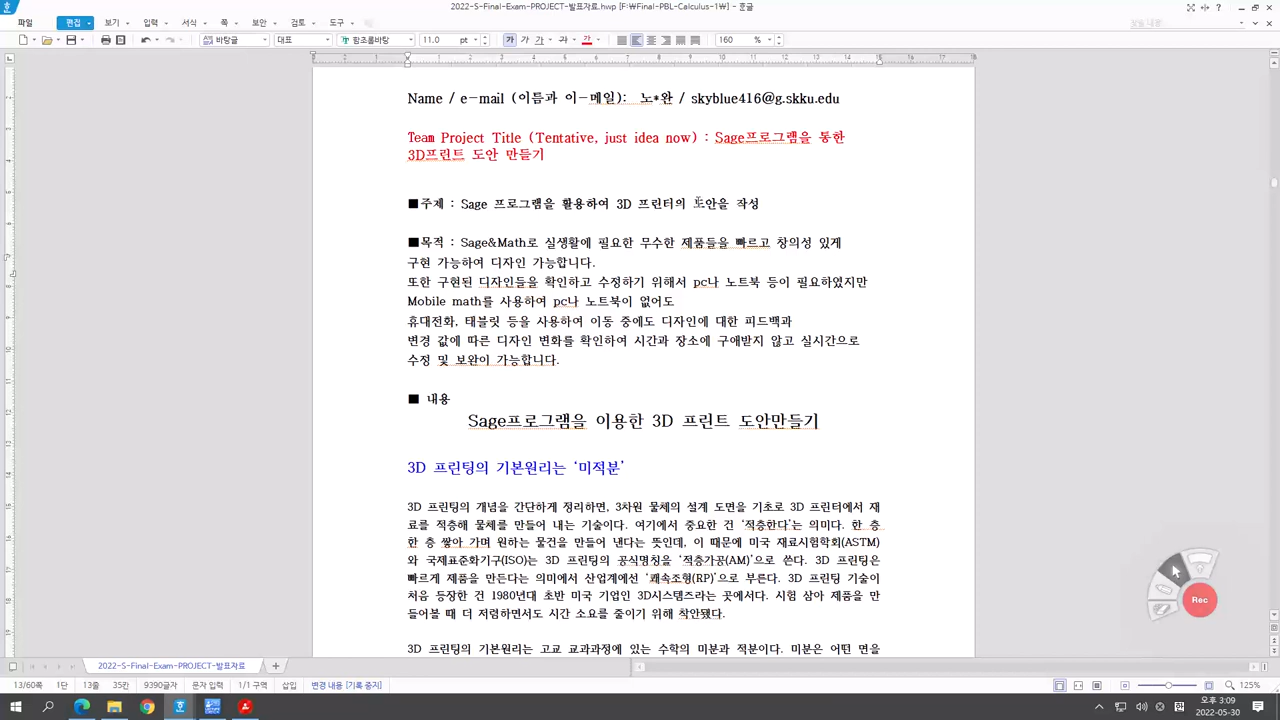 2022-S-Final-Exam-PROJECT-발표자료.hwp [F:₩Final-PBL-Calculus-1₩] - 흔글
편집 보기 입력 서식 쪽 보안 검토 도구
바탕글 대표 함초롬바탕 11.0 pt 가 가 가 가 가 160 %
Name / e-mail (이름과 이-메일): 노*완 / skyblue416@g.skku.edu
Team Project Title (Tentative, just idea now) : Sage프로그램을 통한
3D프린트 도안 만들기
■주제 : Sage 프로그램을 활용하여 3D 프린터의 도안을 작성
■목적 : Sage&Math로 실생활에 필요한 무수한 제품들을 빠르고 창의성 있게
구현 가능하여 디자인 가능합니다.
또한 구현된 디자인들을 확인하고 수정하기 위해서 pc나 노트북 등이 필요하였지만
Mobile math를 사용하여 pc나 노트북이 없어도
휴대전화, 태블릿 등을 사용하여 이동 중에도 디자인에 대한 피드백과
변경 값에 따른 디자인 변화를 확인하여 시간과 장소에 구애받지 않고 실시간으로
수정 및 보완이 가능합니다.
■ 내용
Sage프로그램을 이용한 3D 프린트 도안만들기
3D 프린팅의 기본원리는 ‘미적분’
3D 프린팅의 개념을 간단하게 정리하면, 3차원 물체의 설계 도면을 기초로 3D 프린터에서 재
료를 적층해 물체를 만들어 내는 기술이다. 여기에서 중요한 건 ‘적층한다’는 의미다. 한 층
한 층 쌓아 가며 원하는 물건을 만들어 낸다는 뜻인데, 이 때문에 미국 재료시험학회(ASTM)
와 국제표준화기구(ISO)는 3D 프린팅의 공식명칭을 ‘적층가공(AM)’으로 쓴다. 3D 프린팅은
빠르게 제품을 만든다는 의미에서 산업계에선 ‘쾌속조형(RP)’으로 부른다. 3D 프린팅 기술이
처음 등장한 건 1980년대 초반 미국 기업인 3D시스템즈라는 곳에서다. 시험 삼아 제품을 만
들어볼 때 더 저렴하면서도 시간 소요를 줄이기 위해 착안됐다.
3D 프린팅의 기본원리는 고교 교과과정에 있는 수학의 미분과 적분이다. 미분은 어떤 면을
Rec
2022-S-Final-Exam-PROJECT-발표자료
13/60쪽 1단 13줄 35칸 9390글자 문자 입력 1/1 구역 삽입 변경 내용 [기록 중지] 125%
오후 3:09
2022-05-30